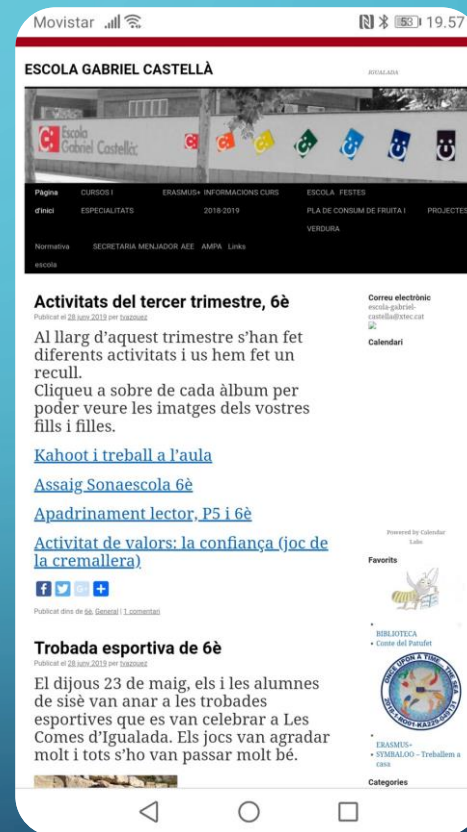 Movistar 53 19.57
ESCOLA GABRIEL CASTELLÀ
IGUALADA
Escola
Gabriel Castellà:
Pàgina CURSOS I ERASMUS+ INFORMACIONS CURS ESCOLA FESTES
d'inici ESPECIALITATS 2018-2019 PLA DE CONSUM DE FRUITA I PROJECTES
VERDURA
Normativa SECRETARIA MENJADOR AEE AMPA Links
escola
Activitats del tercer trimestre, 6è
Publicat el 28 juny 2019 per tvazquez
Al llarg d'aquest trimestre s'han fet
diferents activitats i us hem fet un
recull.
Cliqueu a sobre de cada àlbum per
poder veure les imatges dels vostres
fills i filles.
Kahoot i treball a l'aula
Assaig Sonaescola 6è
Apadrinament lector, P5 i 6è
Activitat de valors: la confiança (joc de
la cremallera)
Publicat dins de 6è, General | 1 comentari
Trobada esportiva de 6è
Publicat el 28 juny 2019 per tvazquez
El dijous 23 de maig, els i les alumnes
de sisè van anar a les trobades
esportives que es van celebrar a Les
Comes d'Igualada. Els jocs van agradar
molt i tots s'ho van passar molt bé.
Correu electrònic
escola-gabriel-
castella@xtec.cat
Calendari
Powered by Calendar
Labs
Favorits
BIBLIOTECA
Conte del Patufet
ONCE UPON A TIME... THE SEA
ERASMUS+
SYMBALOO – Treballem a
casa
Categories